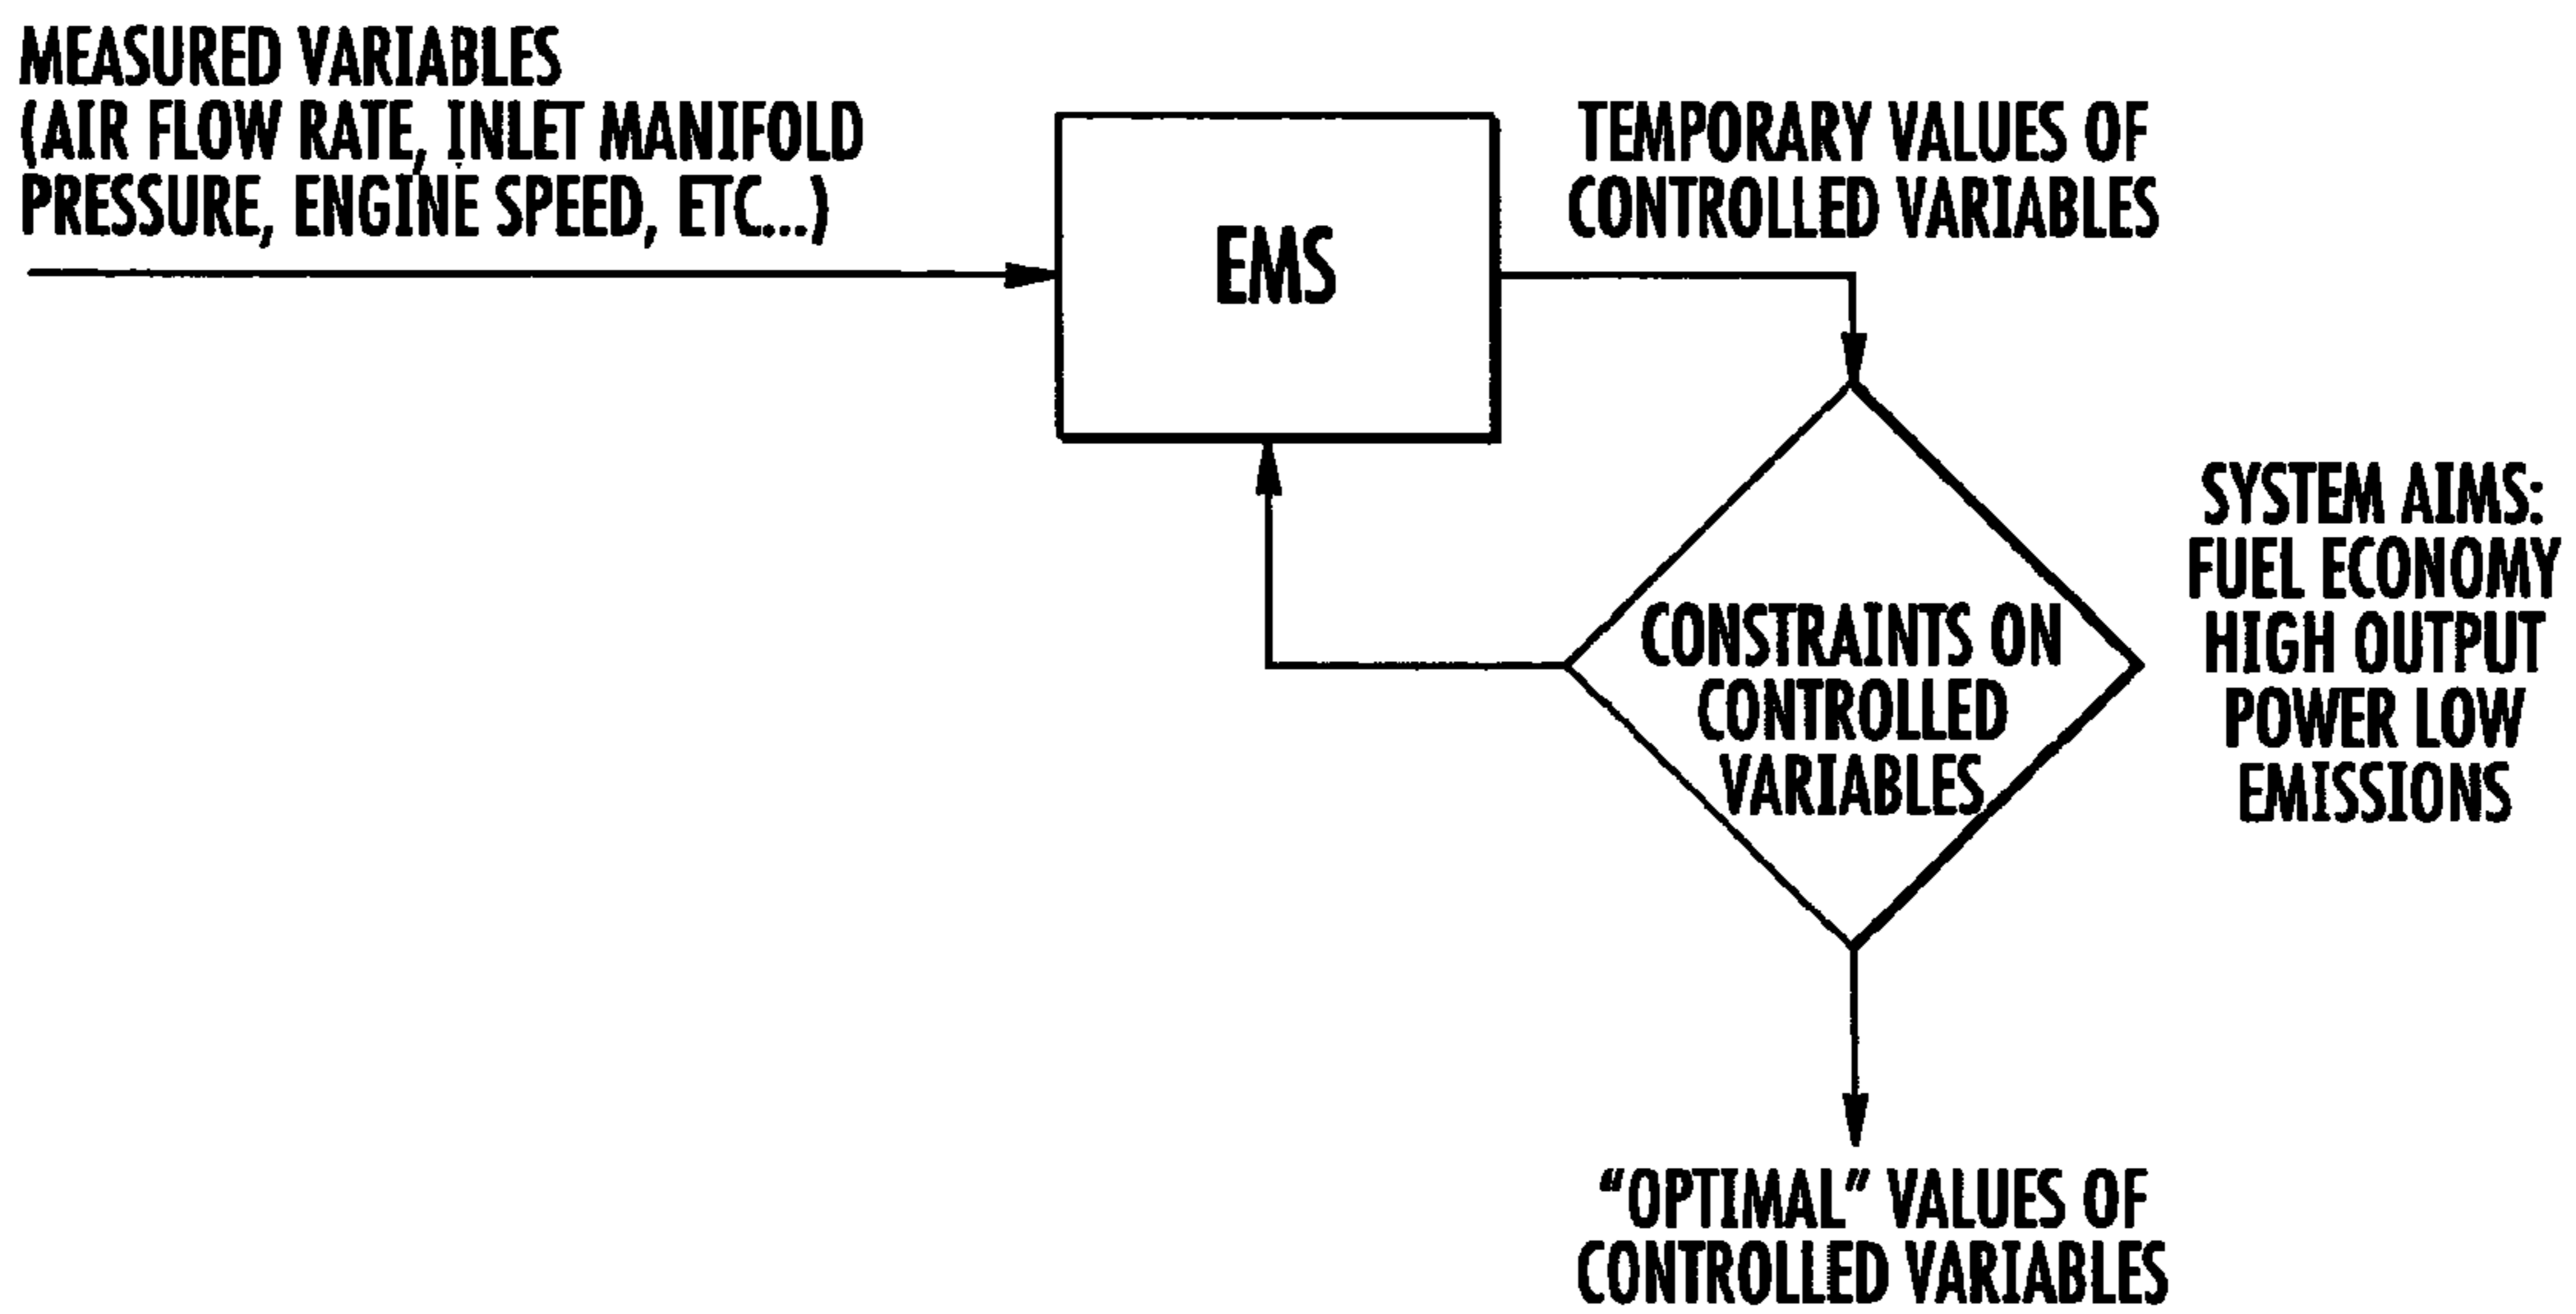 MEASURED VARIABLES
(AIR FLOW RATE, INLET MANIFOLD
PRESSURE, ENGINE SPEED, ETC...)
EMS
TEMPORARY VALUES OF
CONTROLLED VARIABLES
CONSTRAINTS ON
CONTROLLED
VARIABLES
SYSTEM AIMS:
FUEL ECONOMY
HIGH OUTPUT
POWER LOW
EMISSIONS
“OPTIMAL” VALUES OF
CONTROLLED VARIABLES